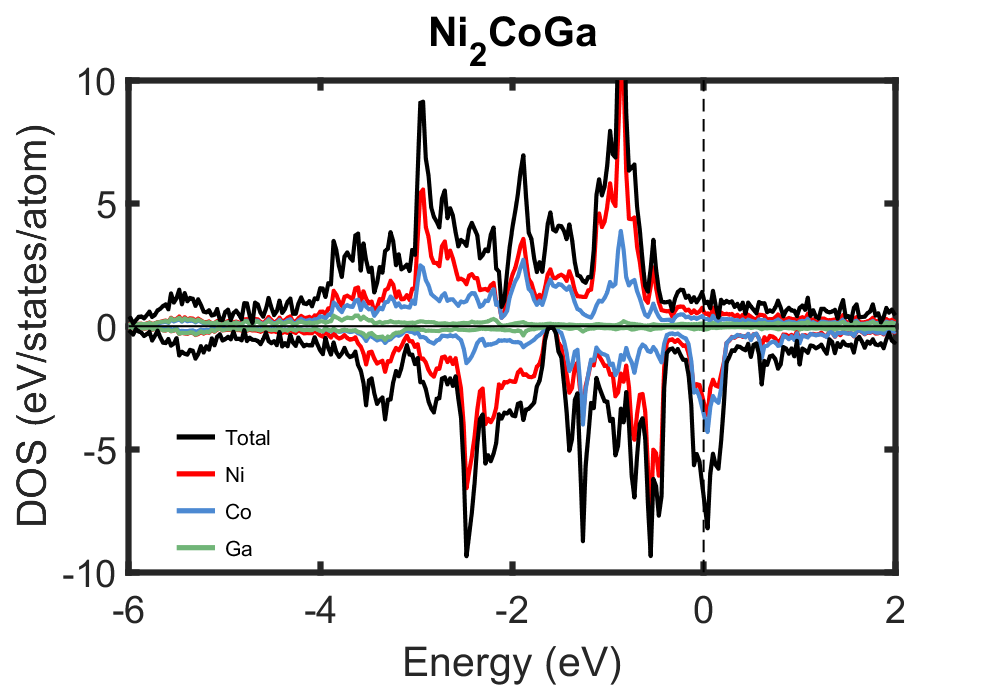 Ni2CoGa
DOS (eV/states/atom)
10
5
0
-5
-10
Total
Ni
Co
Ga
-6 -4 -2 0 2
Energy (eV)